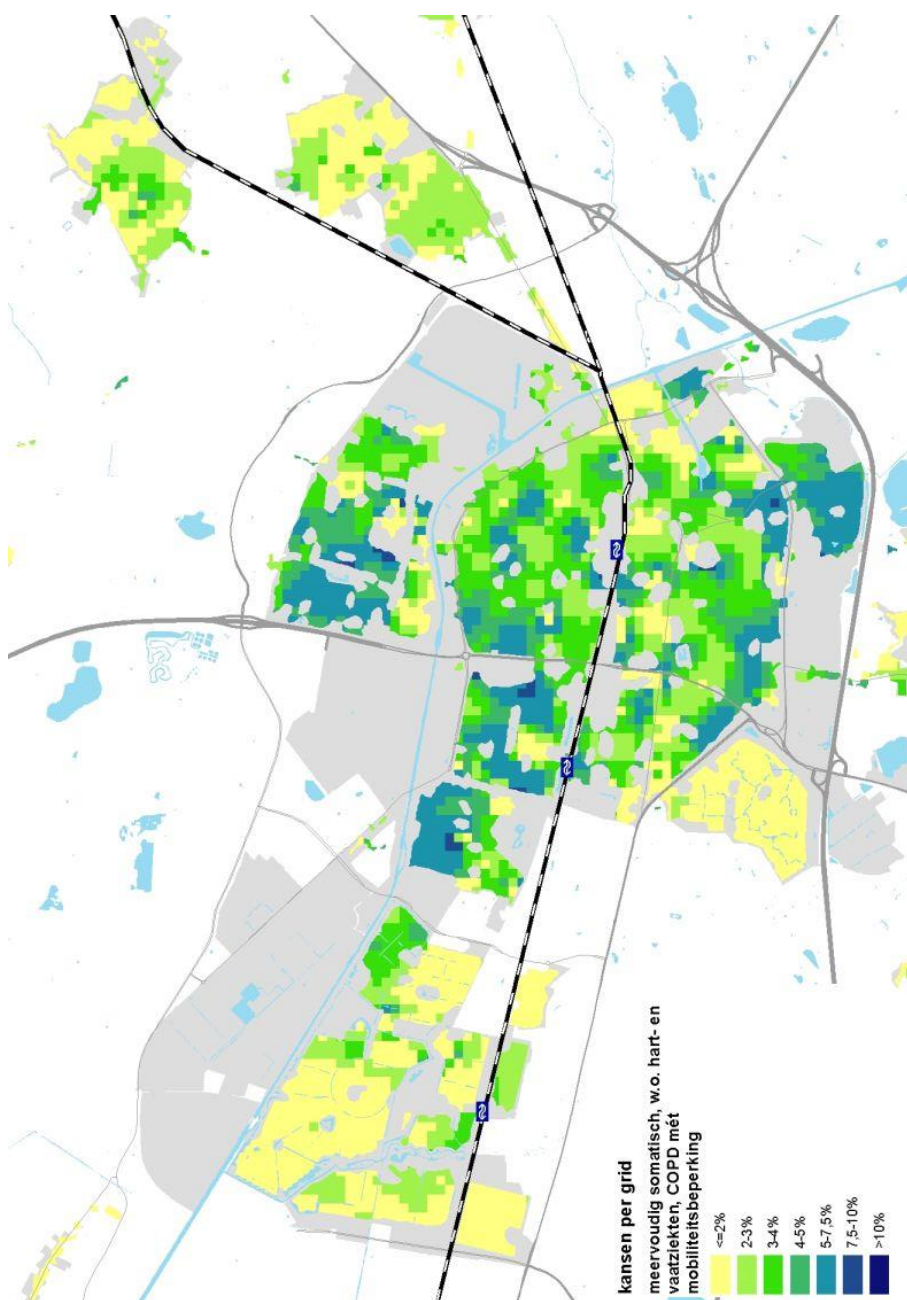 kansen per grid
meervoudig somatisch, w.o. hart- en
vaatziekten, COPD mét
mobiliteitsbeperking
<=2%
2-3%
3-4%
4-5%
5-7,5%
7,5-10%
>10%